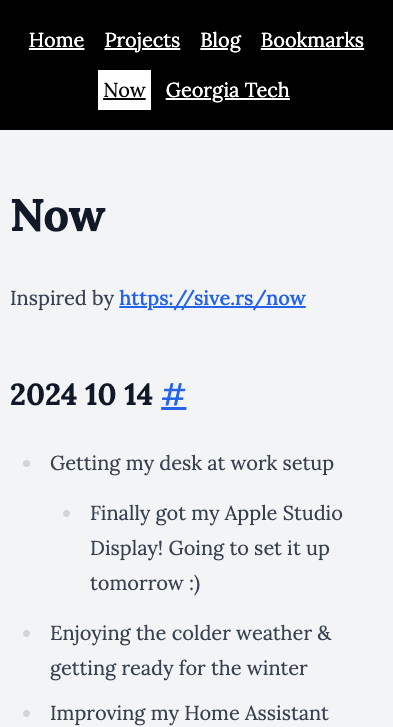 Home Projects Blog Bookmarks
Now Georgia Tech
Now
Inspired by https://sive.rs/now
2024 10 14 #
Getting my desk at work setup
Finally got my Apple Studio
Display! Going to set it up
tomorrow :)
Enjoying the colder weather &
getting ready for the winter
Improving my Home Assistant